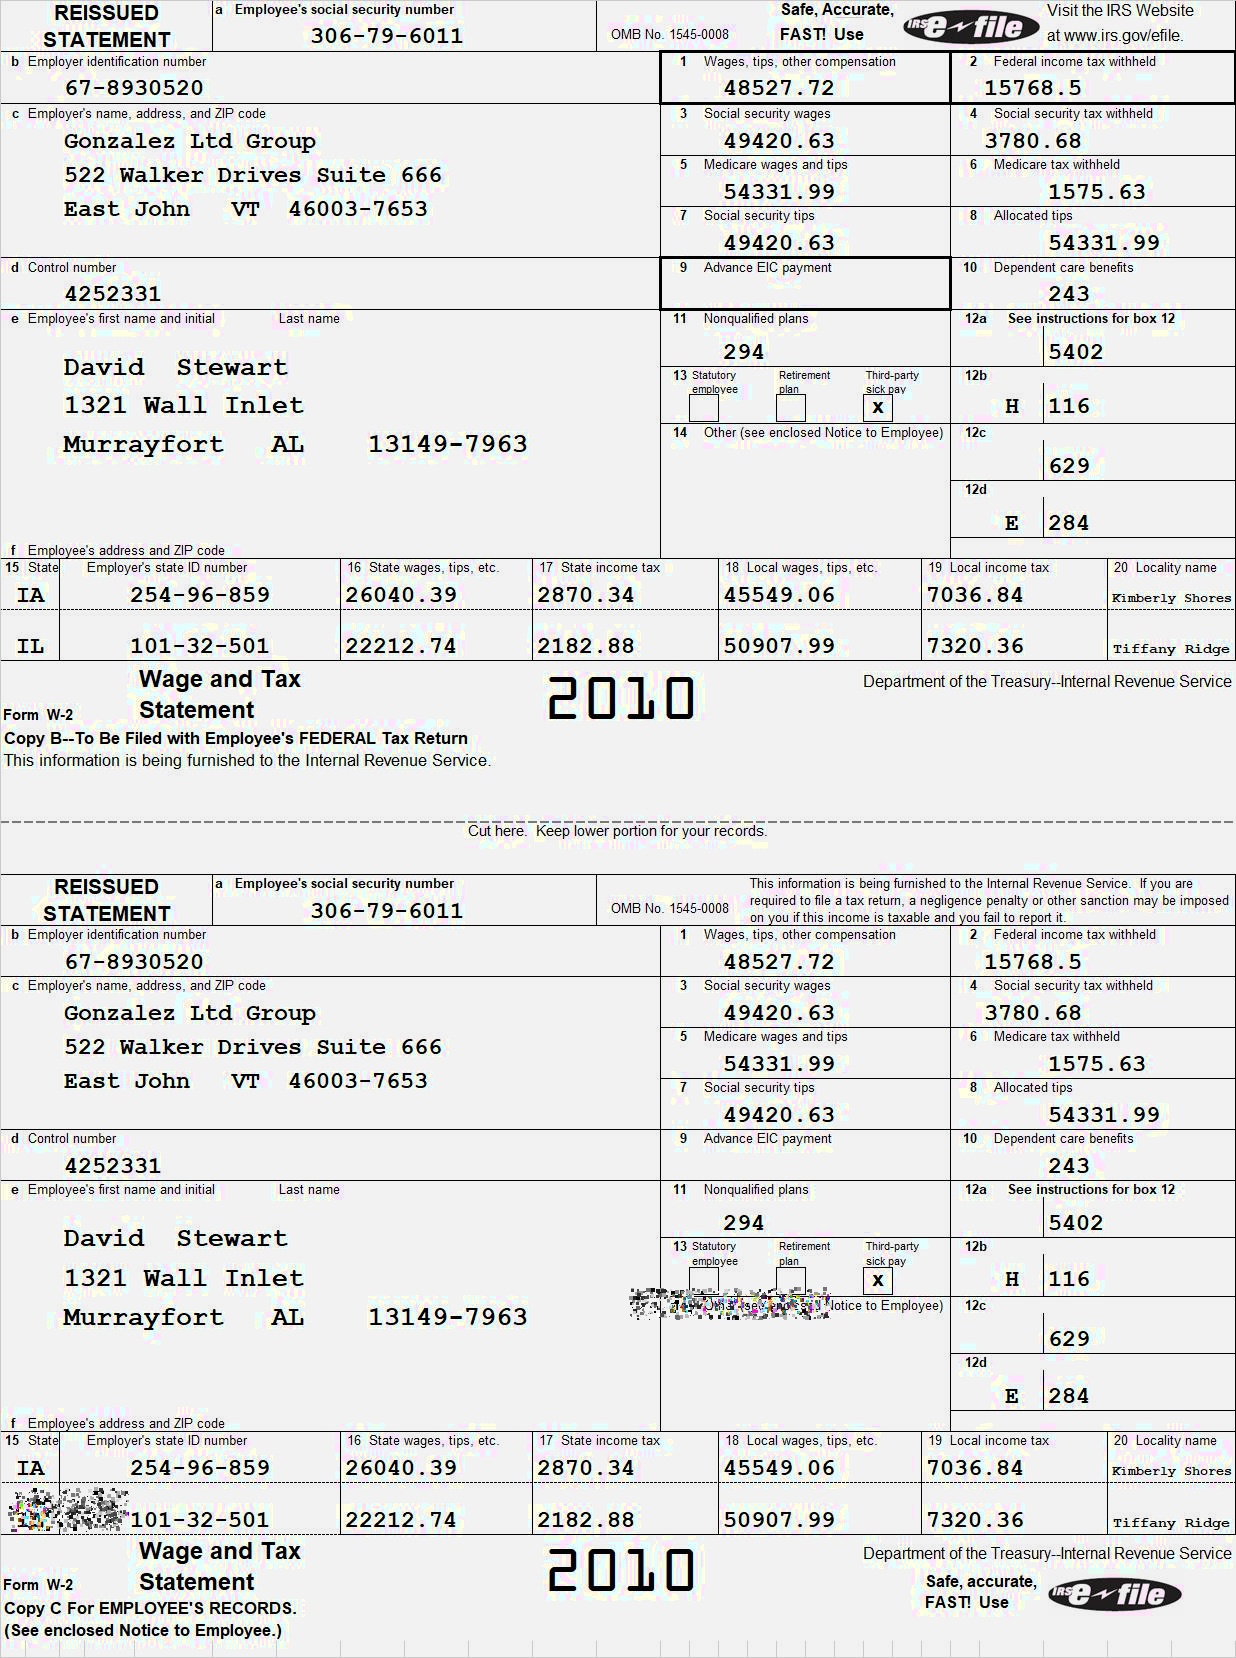 REISSUED STATEMENT
a Employee's social security number
306-79-6011
OMB No. 1545-0008
Safe, Accurate, FAST! Use
IRS e-file
Visit the IRS Website at www.irs.gov/efile.
b Employer identification number
67-8930520
1 Wages, tips, other compensation
48527.72
2 Federal income tax withheld
15768.5
c Employer's name, address, and ZIP code
Gonzalez Ltd Group
522 Walker Drives Suite 666
East John VT 46003-7653
3 Social security wages
49420.63
4 Social security tax withheld
3780.68
5 Medicare wages and tips
54331.99
6 Medicare tax withheld
1575.63
7 Social security tips
49420.63
8 Allocated tips
54331.99
d Control number
4252331
9 Advance EIC payment
10 Dependent care benefits
243
e Employee's first name and initial Last name
David Stewart
1321 Wall Inlet
Murrayfort AL 13149-7963
11 Nonqualified plans
294
12a See instructions for box 12
5402
13 Statutory employee Retirement plan Third-party sick pay
X
12b
H 116
14 Other (see enclosed Notice to Employee)
12c
629
12d
E 284
f Employee's address and ZIP code
15 State Employer's state ID number 16 State wages, tips, etc. 17 State income tax 18 Local wages, tips, etc. 19 Local income tax 20 Locality name
IA 254-96-859 26040.39 2870.34 45549.06 7036.84 Kimberly Shores
IL 101-32-501 22212.74 2182.88 50907.99 7320.36 Tiffany Ridge
Form W-2 Wage and Tax Statement
2010
Department of the Treasury--Internal Revenue Service
Copy B--To Be Filed with Employee's FEDERAL Tax Return
This information is being furnished to the Internal Revenue Service.
Cut here. Keep lower portion for your records.
REISSUED STATEMENT
a Employee's social security number
306-79-6011
OMB No. 1545-0008
This information is being furnished to the Internal Revenue Service. If you are
required to file a tax return, a negligence penalty or other sanction may be imposed
on you if this income is taxable and you fail to report it.
b Employer identification number
67-8930520
1 Wages, tips, other compensation
48527.72
2 Federal income tax withheld
15768.5
c Employer's name, address, and ZIP code
Gonzalez Ltd Group
522 Walker Drives Suite 666
East John VT 46003-7653
3 Social security wages
49420.63
4 Social security tax withheld
3780.68
5 Medicare wages and tips
54331.99
6 Medicare tax withheld
1575.63
7 Social security tips
49420.63
8 Allocated tips
54331.99
d Control number
4252331
9 Advance EIC payment
10 Dependent care benefits
243
e Employee's first name and initial Last name
David Stewart
1321 Wall Inlet
Murrayfort AL 13149-7963
11 Nonqualified plans
294
12a See instructions for box 12
5402
13 Statutory employee Retirement plan Third-party sick pay
X
12b
H 116
Notice to Employee)
12c
629
12d
E 284
f Employee's address and ZIP code
15 State Employer's state ID number 16 State wages, tips, etc. 17 State income tax 18 Local wages, tips, etc. 19 Local income tax 20 Locality name
IA 254-96-859 26040.39 2870.34 45549.06 7036.84 Kimberly Shores
101-32-501 22212.74 2182.88 50907.99 7320.36 Tiffany Ridge
Form W-2 Wage and Tax Statement
2010
Department of the Treasury--Internal Revenue Service
Safe, accurate, FAST! Use
IRS e-file
Copy C For EMPLOYEE'S RECORDS.
(See enclosed Notice to Employee.)